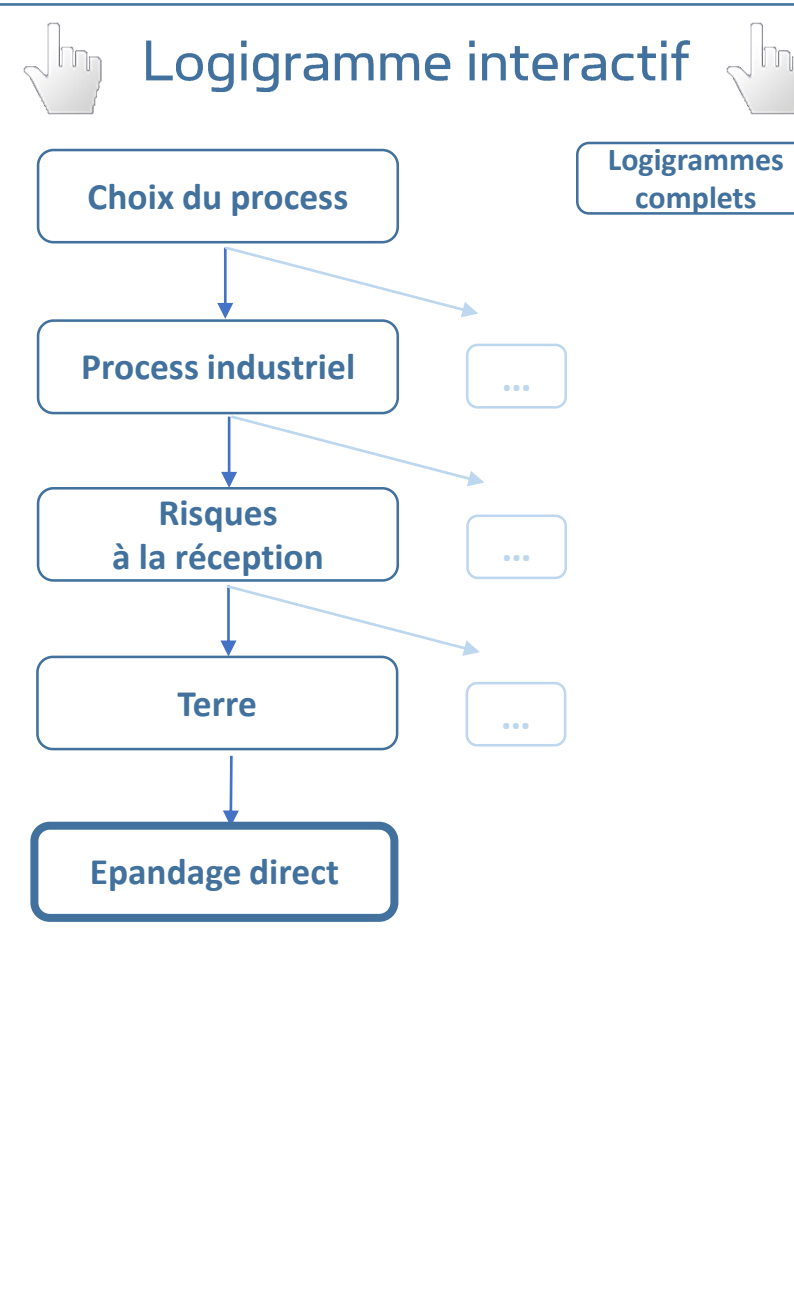 Logigramme interactif
Choix du process
Logigrammes
complets
Process industriel
...
Risques
à la réception
...
Terre
...
Epandage direct